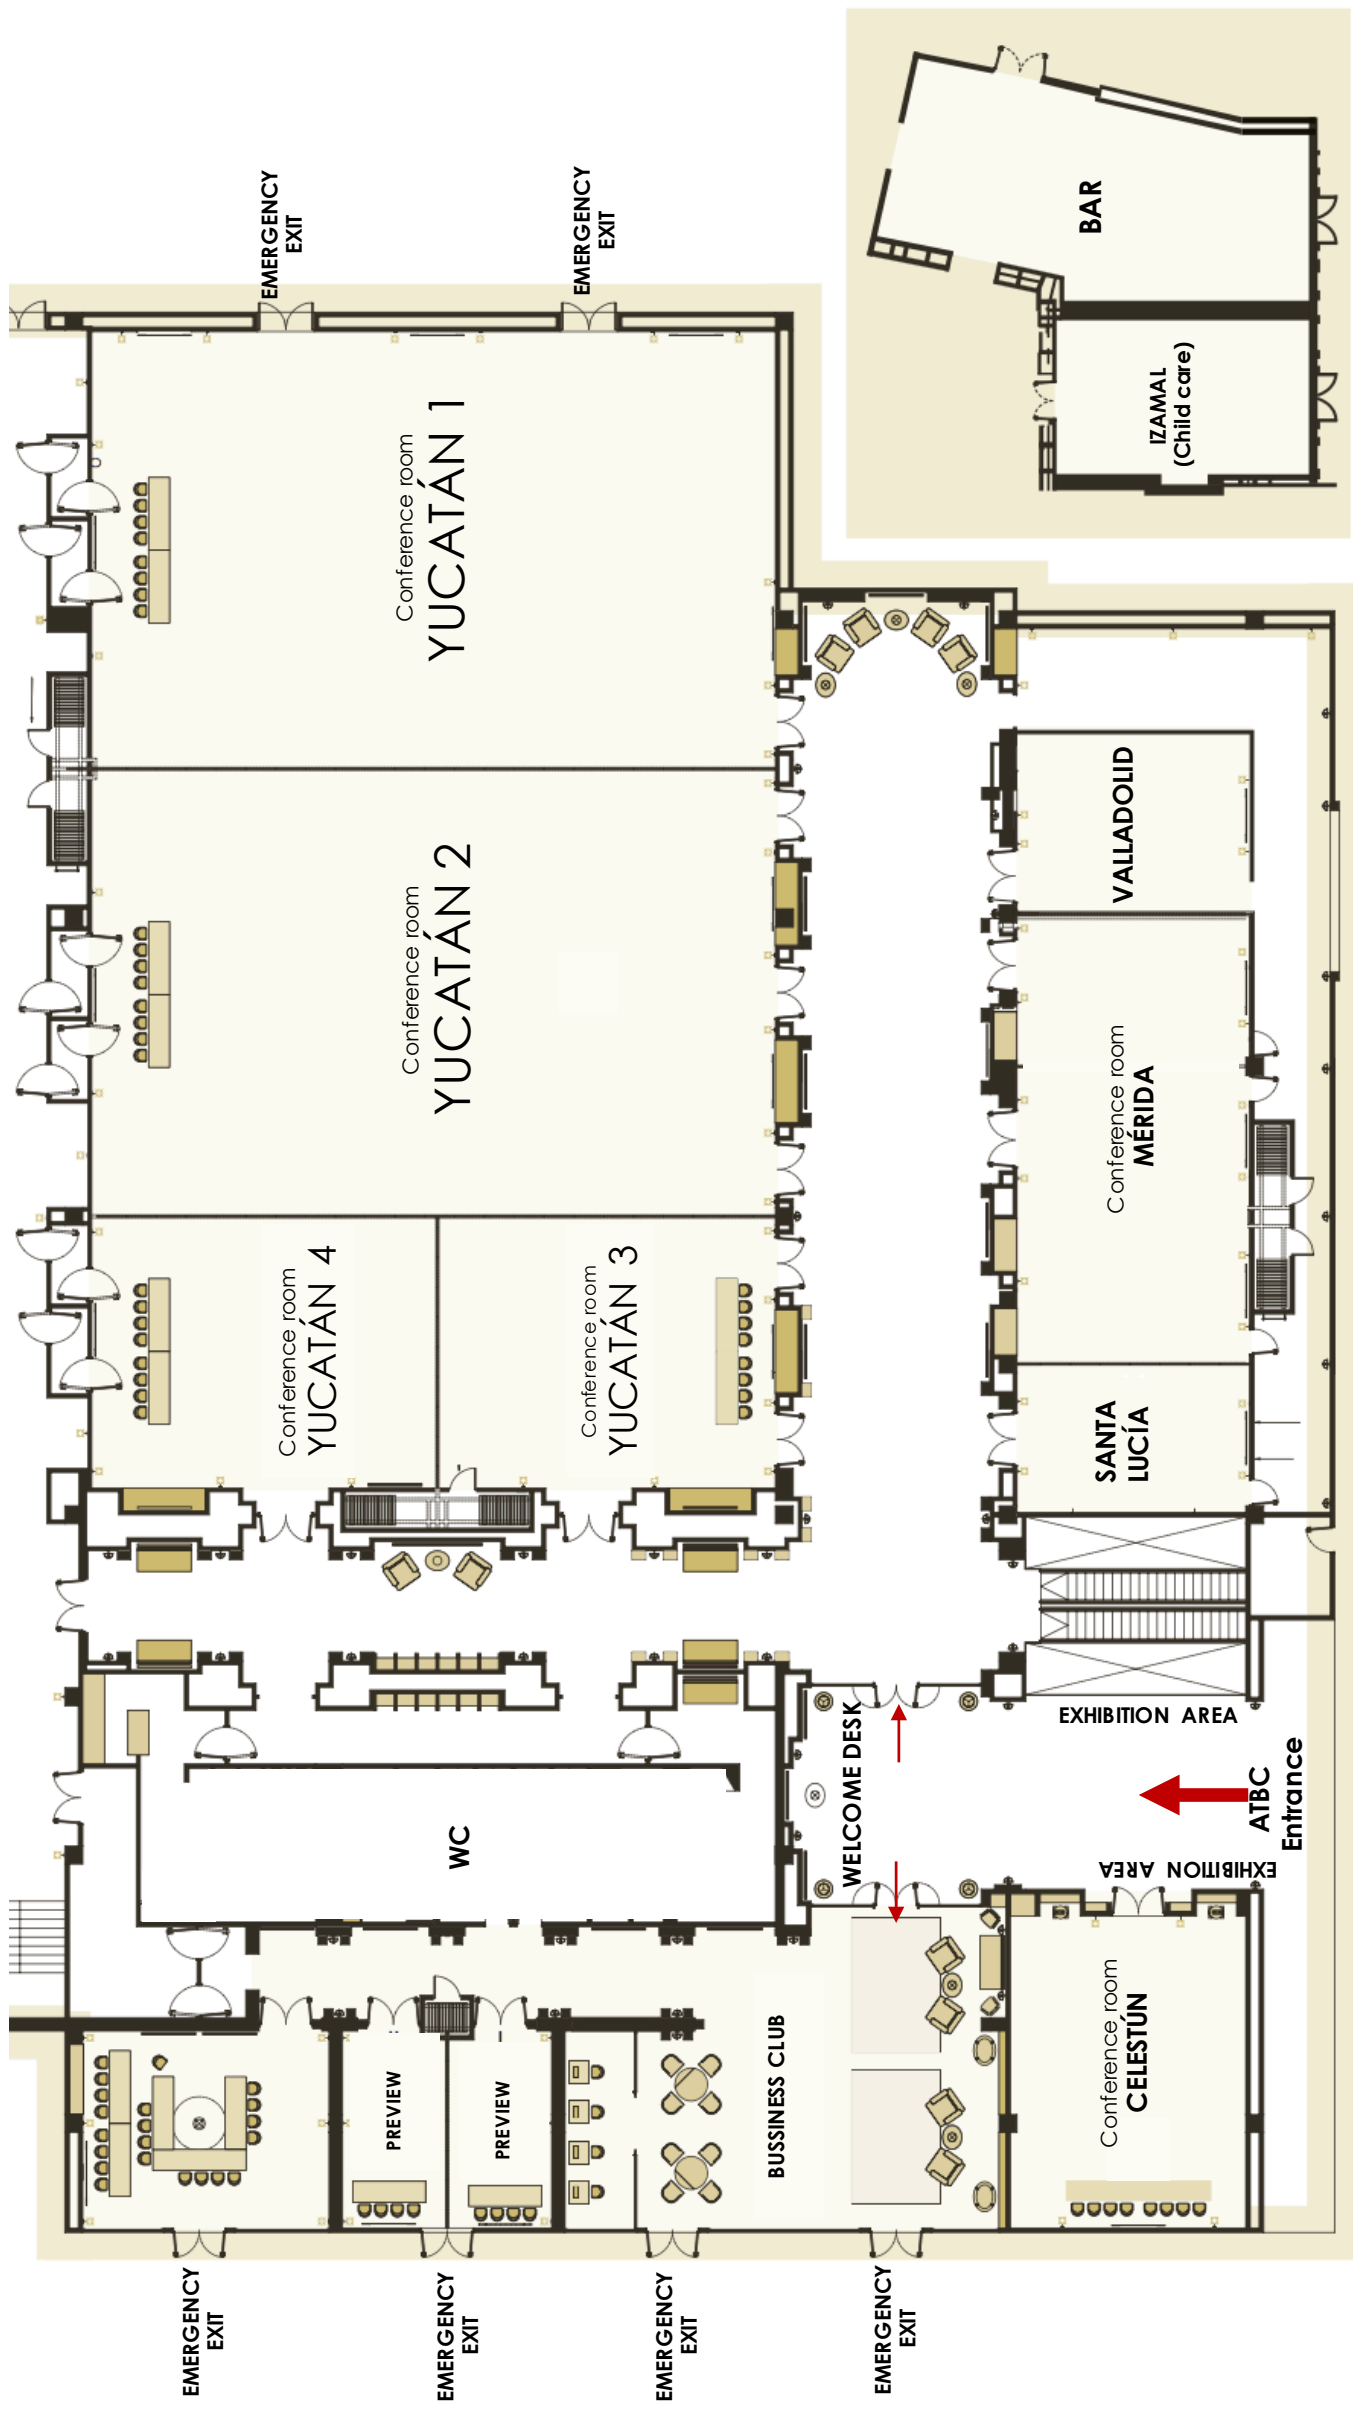 EMERGENCY
EXIT
EMERGENCY
EXIT
BAR
IZAMAL
(Child care)
Conference room
YUCATÁN 1
Conference room
YUCATÁN 2
Conference room
YUCATÁN 4
Conference room
YUCATÁN 3
VALLADOLID
Conference room
MÉRIDA
SANTA
LUCÍA
WC
WELCOME DESK
EXHIBITION AREA
ATBC
Entrance
EXHIBITION AREA
PREVIEW
PREVIEW
BUSSINESS CLUB
Conference room
CELESTÚN
EMERGENCY
EXIT
EMERGENCY
EXIT
EMERGENCY
EXIT
EMERGENCY
EXIT